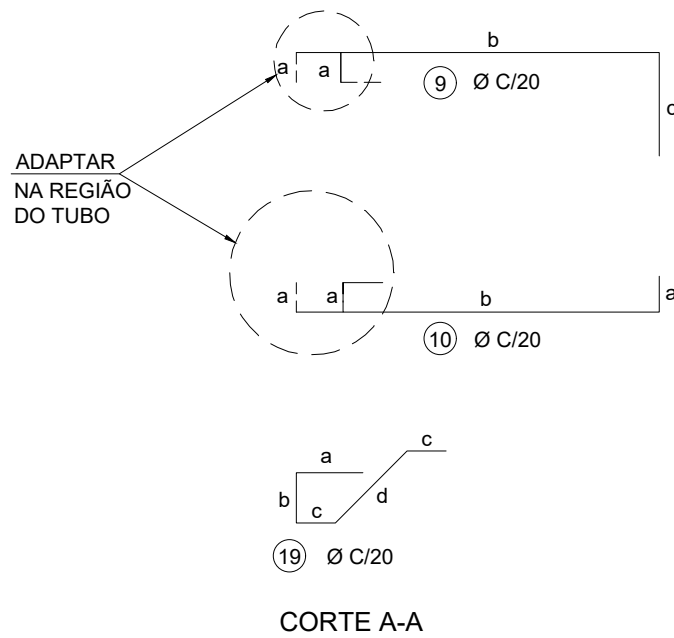 b
a
a
9 Ø C/20
c
ADAPTAR
NA REGIÃO
DO TUBO
a
a
b
a
10 Ø C/20
c
a
b
c
d
19 Ø C/20
CORTE A-A